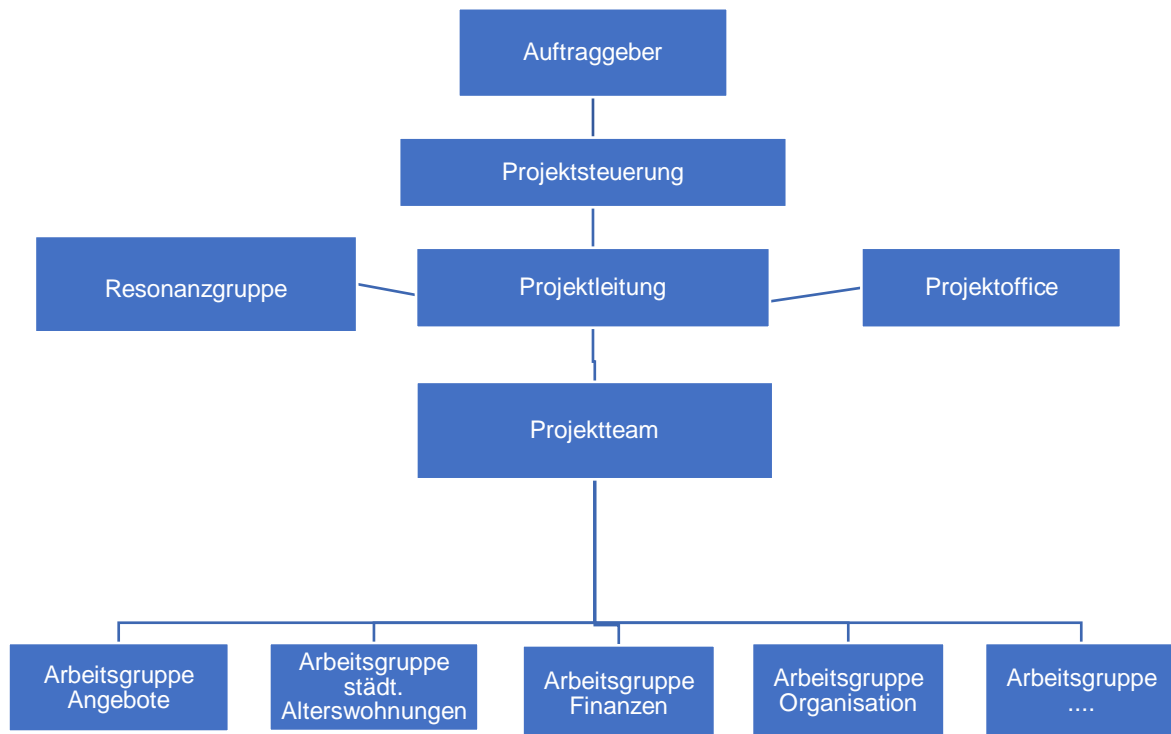 Auftraggeber
Projektsteuerung
Resonanzgruppe
Projektleitung
Projektoffice
Projektteam
Arbeitsgruppe
Angebote
Arbeitsgruppe
städt.
Alterswohnungen
Arbeitsgruppe
Finanzen
Arbeitsgruppe
Organisation
Arbeitsgruppe
....